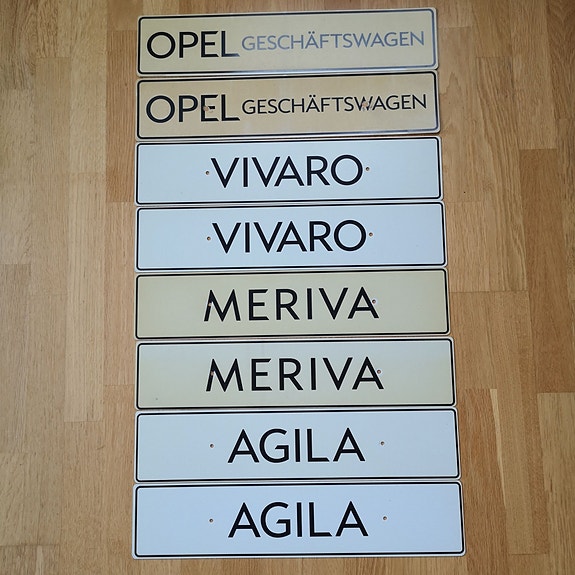 OPEL GESCHÄFTSWAGEN
OPEL GESCHÄFTSWAGEN
VIVARO
VIVARO
MERIVA
MERIVA
AGILA
AGILA